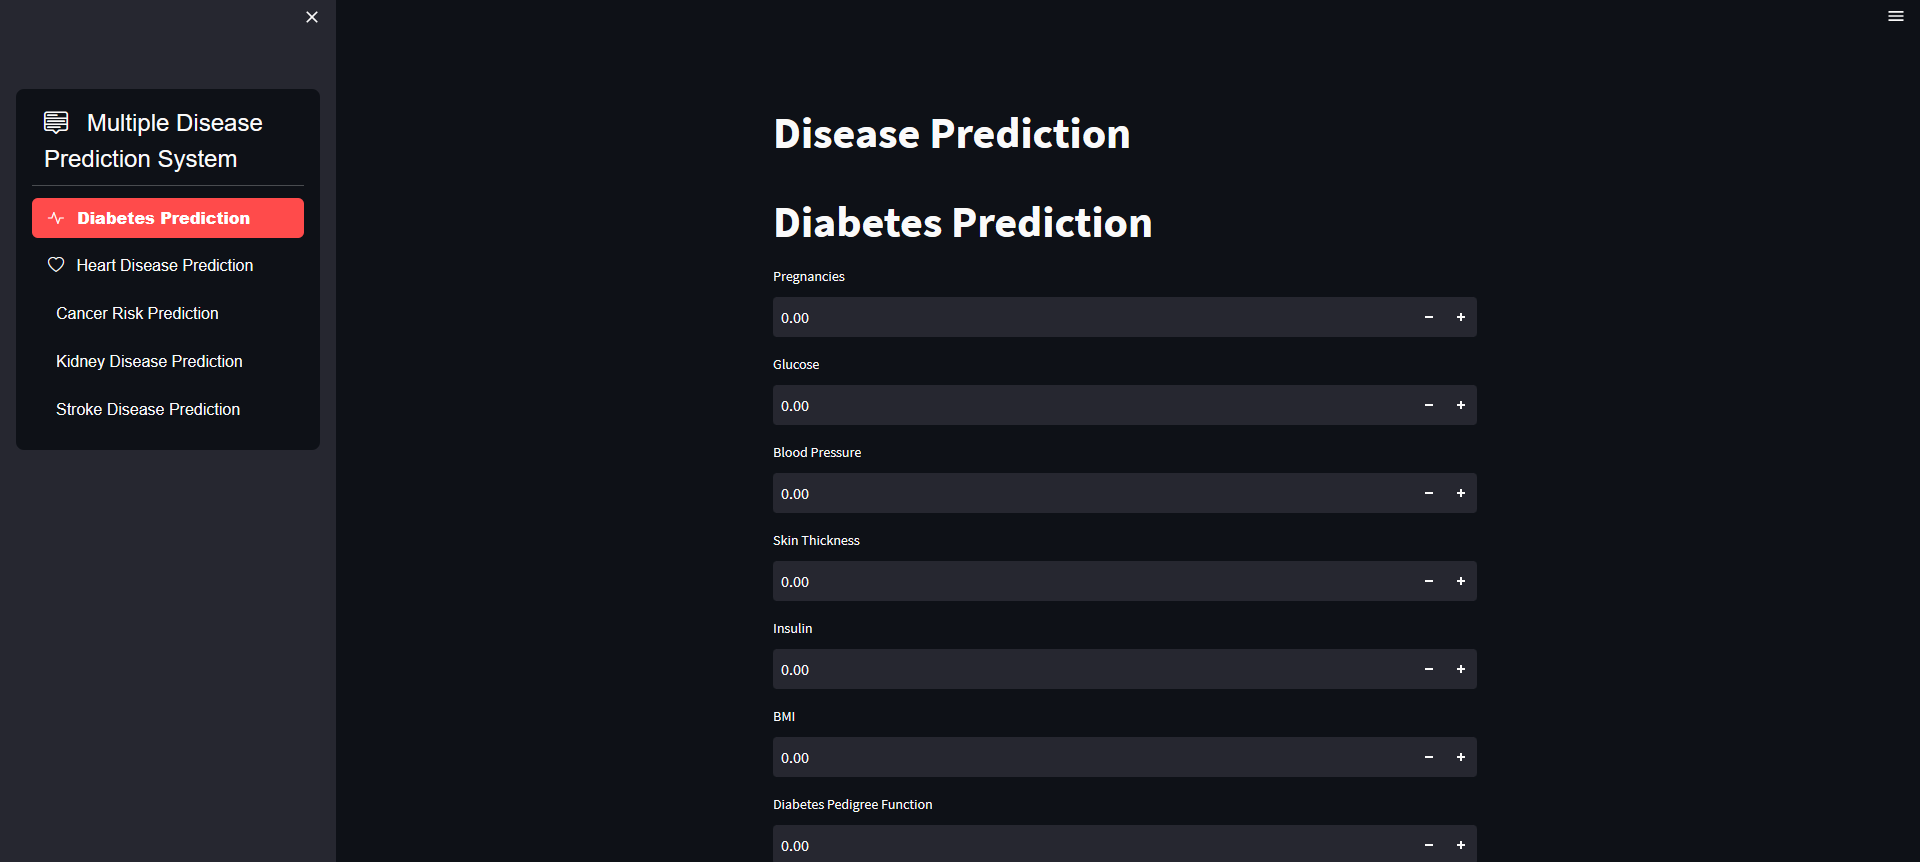 Multiple Disease
Prediction System
Diabetes Prediction
Heart Disease Prediction
Cancer Risk Prediction
Kidney Disease Prediction
Stroke Disease Prediction
Disease Prediction
Diabetes Prediction
Pregnancies
0.00
Glucose
0.00
Blood Pressure
0.00
Skin Thickness
0.00
Insulin
0.00
BMI
0.00
Diabetes Pedigree Function
0.00